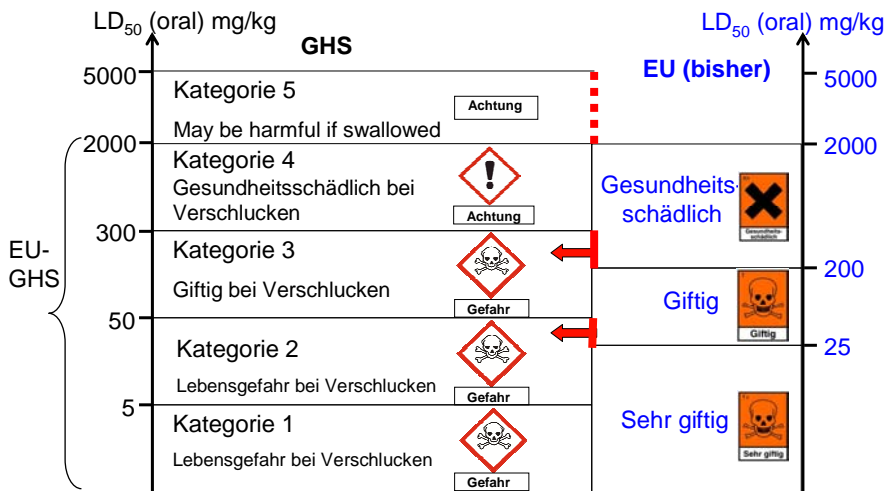 LD50 (oral) mg/kg
GHS
LD50 (oral) mg/kg
EU (bisher)
5000
5000
Kategorie 5
Achtung
May be harmful if swallowed
2000
2000
Kategorie 4
Gesundheitsschädlich bei
Verschlucken
Achtung
Gesundheits-
schädlich
Gesundheits-
schädlich
300
EU-
GHS
Kategorie 3
Giftig bei Verschlucken
Gefahr
200
Giftig
Giftig
50
25
Kategorie 2
Lebensgefahr bei Verschlucken
Gefahr
5
Kategorie 1
Lebensgefahr bei Verschlucken
Gefahr
Sehr giftig
Sehr giftig